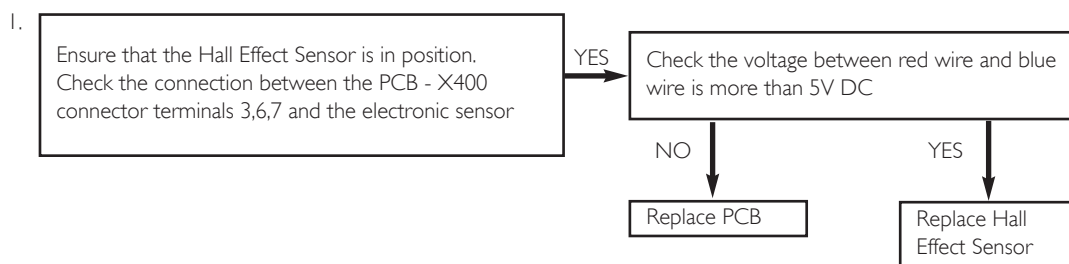 1.
Ensure that the Hall Effect Sensor is in position.
Check the connection between the PCB - X400
connector terminals 3,6,7 and the electronic sensor
YES
Check the voltage between red wire and blue
wire is more than 5V DC
NO
YES
Replace PCB
Replace Hall
Effect Sensor